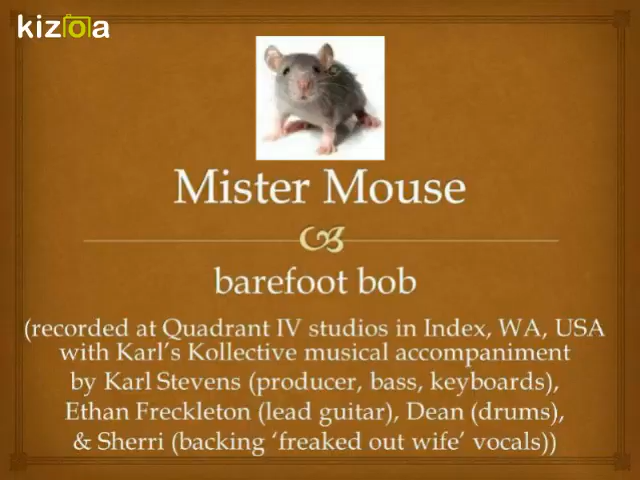 kizoa
Mister Mouse
barefoot bob
(recorded at Quadrant IV studios in Index, WA, USA
with Karl's Kollective musical accompaniment
by Karl Stevens (producer, bass, keyboards),
Ethan Freckleton (lead guitar), Dean (drums),
& Sherri (backing 'freaked out wife' vocals))